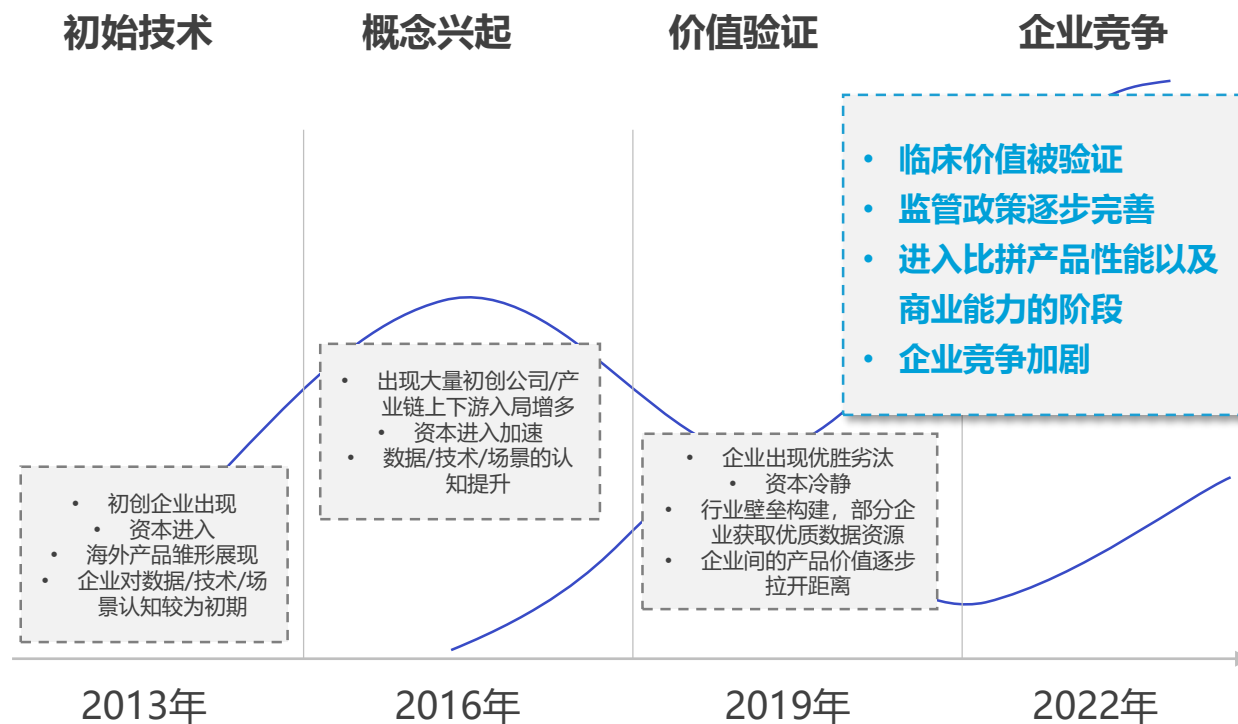 初始技术
概念兴起
价值验证
企业竞争
• 初创企业出现
• 资本进入
• 海外产品雏形展现
• 企业对数据/技术/场
景认知较为初期
• 出现大量初创公司/产
业链上下游入局增多
• 资本进入加速
• 数据/技术/场景的认
知提升
• 企业出现优胜劣汰
• 资本冷静
• 行业壁垒构建，部分企
业获取优质数据资源
• 企业间的产品价值逐步
拉开距离
• 临床价值被验证
• 监管政策逐步完善
• 进入比拼产品性能以及
商业能力的阶段
• 企业竞争加剧
2013年
2016年
2019年
2022年